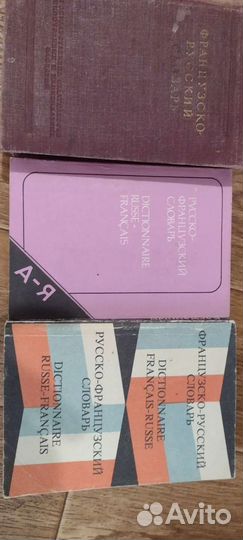 ФРАНЦУЗСКО-
РУССКИЙ
СЛОВАРЬ
РУССКО-
ФРАНЦУЗСКИЙ
СЛОВАРЬ
DICTIONNAIRE
RUSSE-
FRANÇAIS
Я-А
ФРАНЦУЗСКО-РУССКИЙ
СЛОВАРЬ
DICTIONNAIRE
FRANÇAIS-RUSSE
РУССКО-ФРАНЦУЗСКИЙ
СЛОВАРЬ
DICTIONNAIRE
RUSSE-FRANÇAIS
Avito